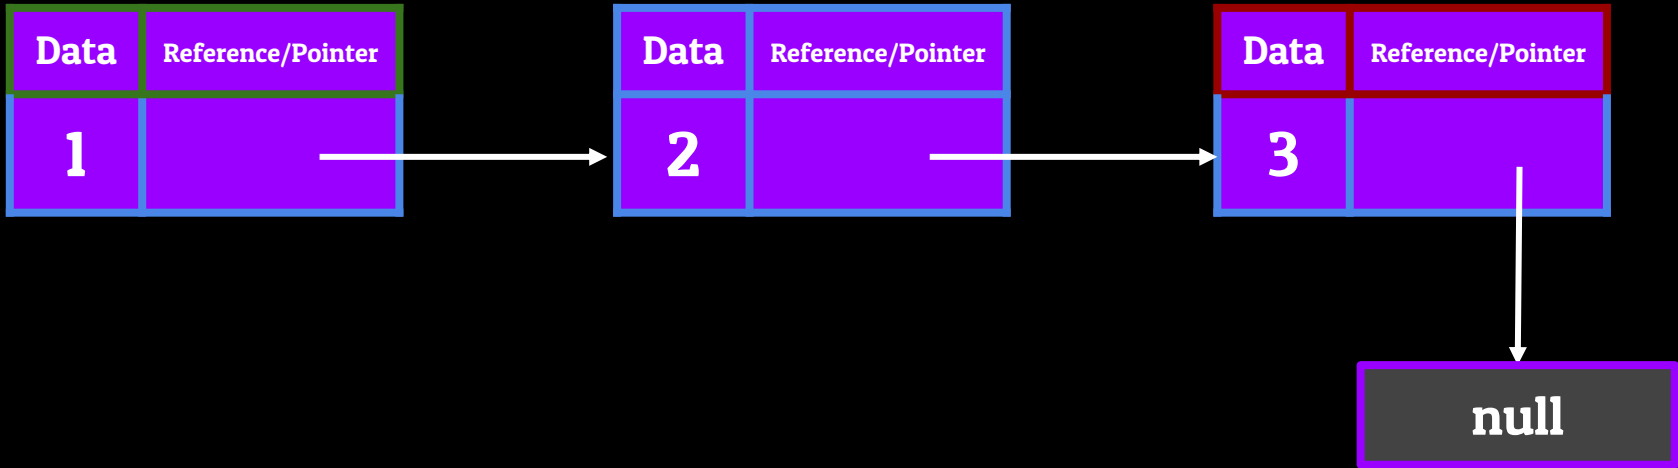 Data Reference/Pointer
1
Data Reference/Pointer
2
Data Reference/Pointer
3
null